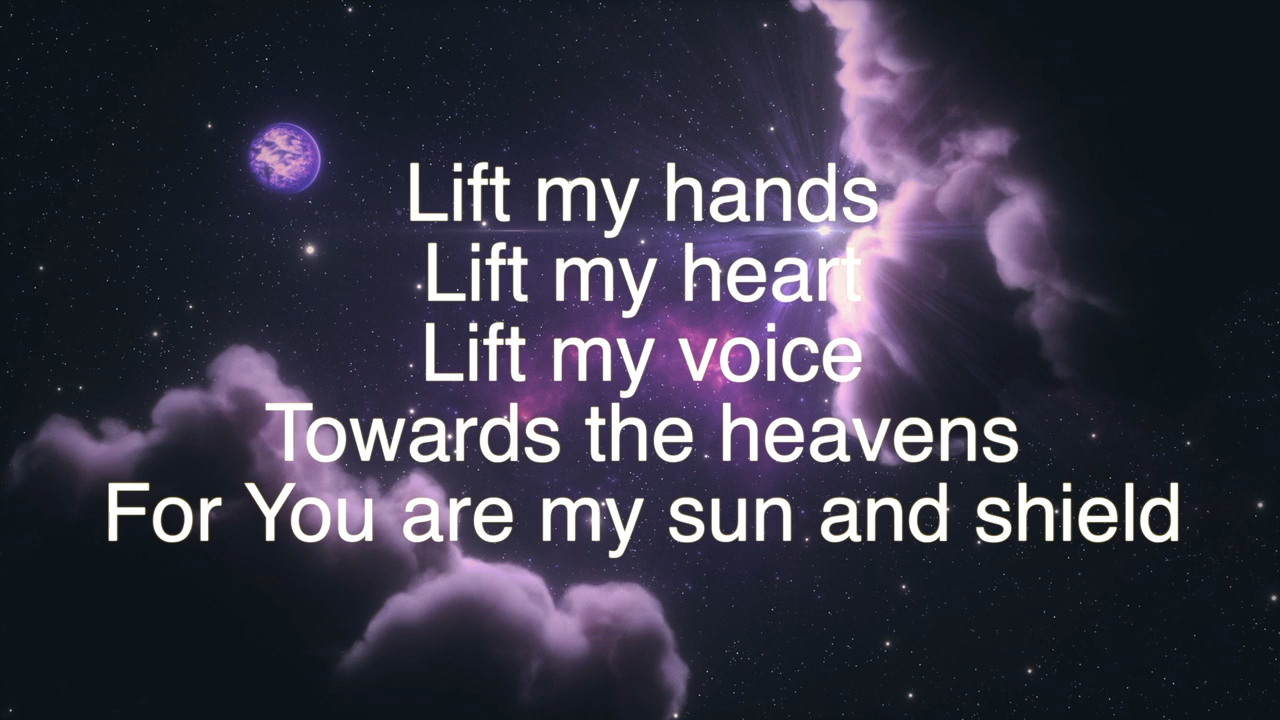 Lift my hands
Lift my heart
Lift my voice
Towards the heavens
For You are my sun and shield